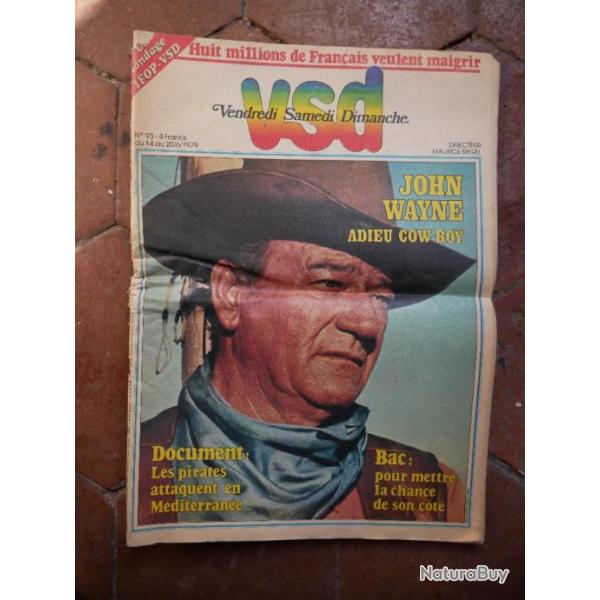 sondage
IFOP-VSD
Huit millions de Français veulent maigrir
vsd
Vendredi Samedi Dimanche.
N° 93 - 4 Francs
du 14 au 20/6/1979
DIRECTEUR
MAURICE SIEGEL
JOHN
WAYNE
ADIEU COW-BOY
Document :
Les pirates
attaquent en
Méditerranée
Bac :
pour mettre
la chance
de son côté
NaturaBuy